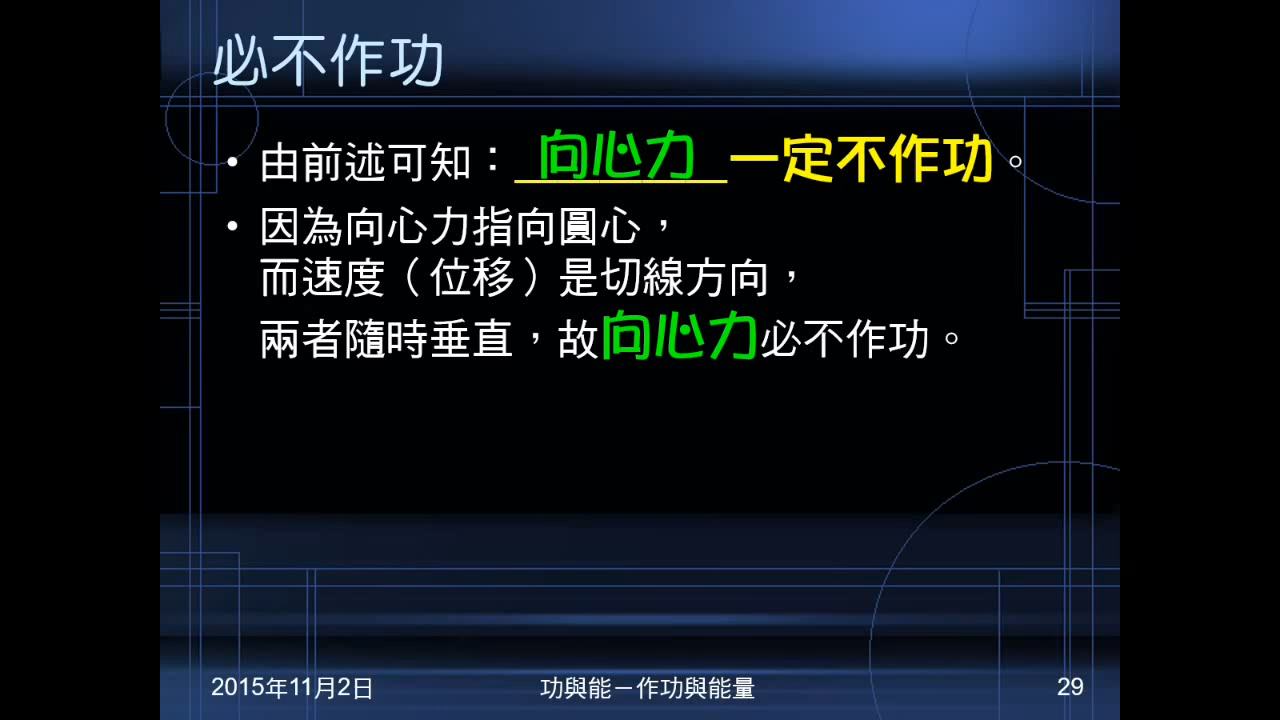 必不作功
• 由前述可知：向心力一定不作功。
• 因為向心力指向圓心，
而速度（位移）是切線方向，
兩者隨時垂直，故向心力必不作功。
2015年11月2日
功與能－作功與能量
29